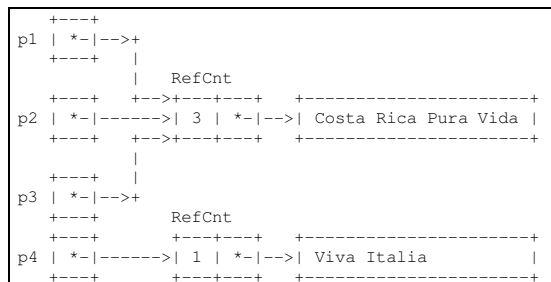 +---+
p1 | *-|-->+
   +---+   |
           |   RefCnt
   +---+   +-->+---+---+   +-----------------------+
p2 | *-|------>| 3 | *-|-->| Costa Rica Pura Vida |
   +---+   +-->+---+---+   +-----------------------+
           |
   +---+   |
p3 | *-|-->+
   +---+       RefCnt
   +---+       +---+---+   +-----------------------+
p4 | *-|------>| 1 | *-|-->| Viva Italia           |
   +---+       +---+---+   +-----------------------+